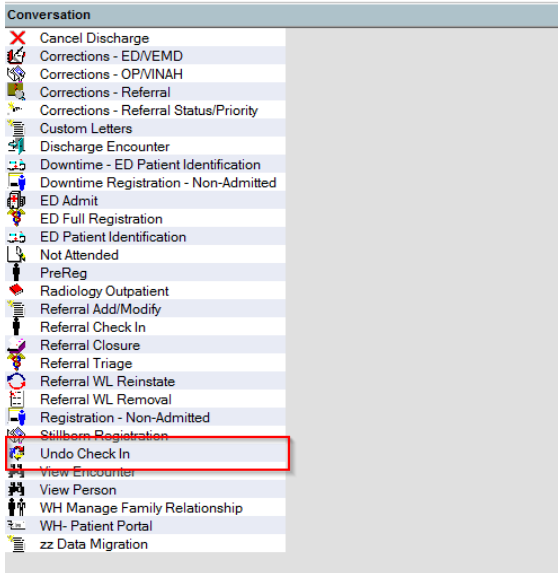 Conversation
Cancel Discharge
Corrections - ED/VEMD
Corrections - OP/VINAH
Corrections - Referral
Corrections - Referral Status/Priority
Custom Letters
Discharge Encounter
Downtime - ED Patient Identification
Downtime Registration - Non-Admitted
ED Admit
ED Full Registration
ED Patient Identification
Not Attended
PreReg
Radiology Outpatient
Referral Add/Modify
Referral Check In
Referral Closure
Referral Triage
Referral WL Reinstate
Referral WL Removal
Registration - Non-Admitted
Stillborn Registration
Undo Check In
View Encounter
View Person
WH Manage Family Relationship
WH- Patient Portal
zz Data Migration